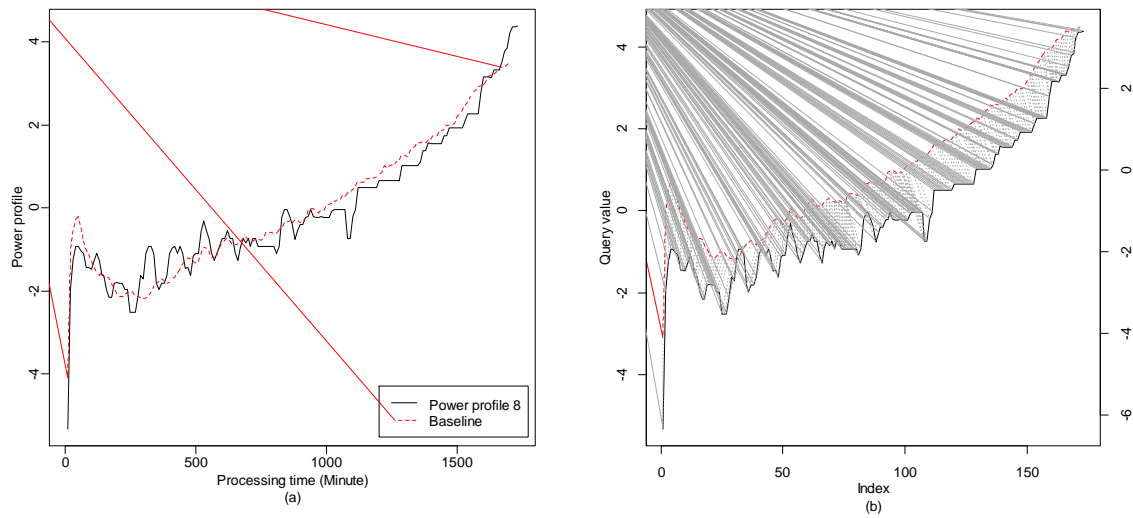 4
2
0
-2
-4
Power profile
0 500 1000 1500
Processing time (Minute)
(a)
Power profile 8
Baseline
4
2
0
-2
-4
Query value
0 50 100 150
Index
(b)
2
0
-2
-4
-6